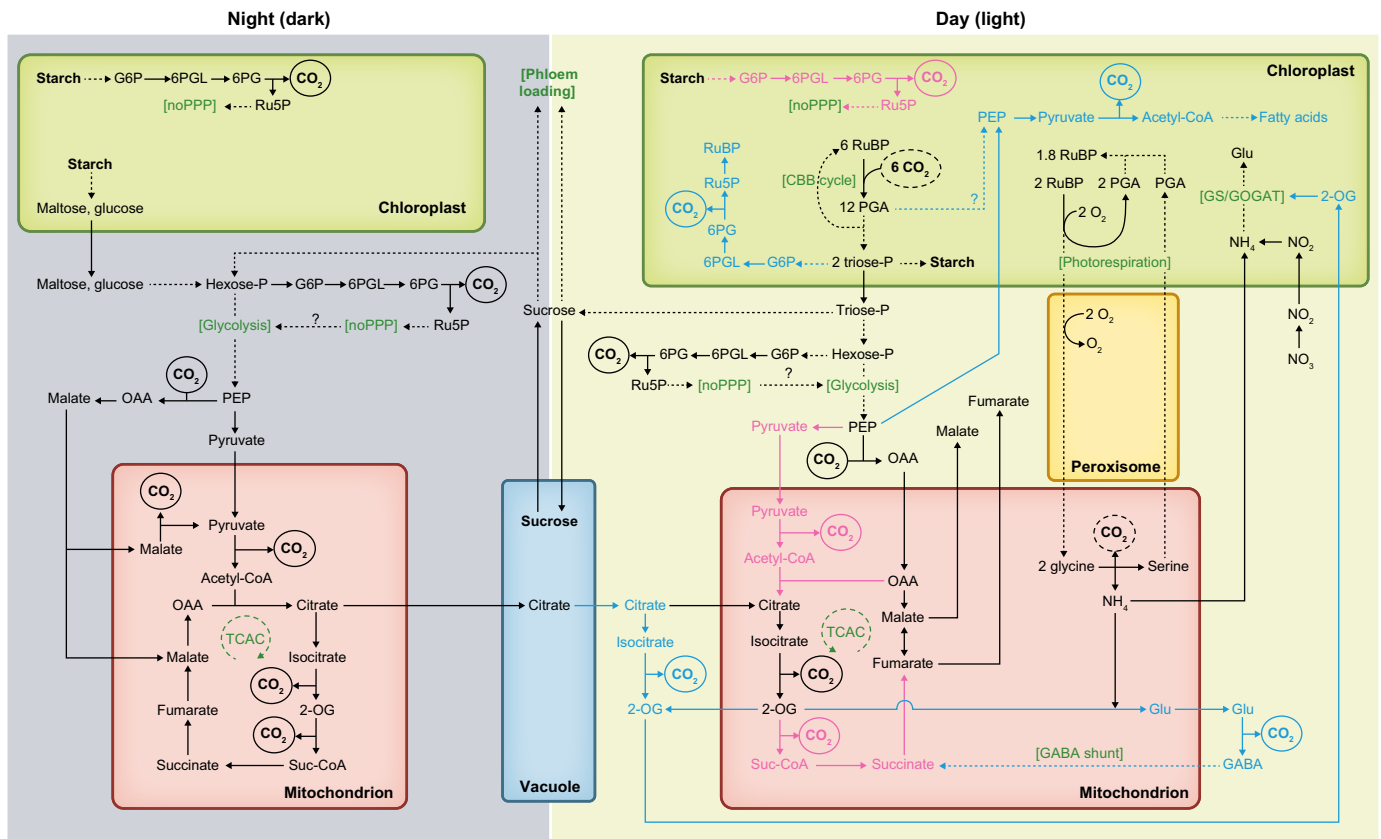 Night (dark)
Day (light)
Starch G6P 6PGL 6PG CO2
[noPPP] Ru5P
Starch
Maltose, glucose
Chloroplast
[Phloem
loading]
Maltose, glucose Hexose-P G6P 6PGL 6PG CO2
[Glycolysis] ? [noPPP] Ru5P
CO2
Malate OAA PEP
Pyruvate
CO2
Pyruvate
Malate CO2
Acetyl-CoA
OAA Citrate
TCAC
Malate Isocitrate
CO2
Fumarate 2-OG
CO2
Succinate Suc-CoA
Mitochondrion
Sucrose
Sucrose
Citrate
Vacuole
Starch G6P 6PGL 6PG CO2
[noPPP] Ru5P
Chloroplast
CO2
PEP Pyruvate Acetyl-CoA Fatty acids
RuBP
Ru5P
CO2
6PG
6PGL G6P 2 triose-P Starch
6 RuBP
6 CO2
[CBB cycle]
12 PGA
?
1.8 RuBP
2 RuBP 2 PGA PGA
2 O2
[Photorespiration]
Glu
[GS/GOGAT] 2-OG
NH4 NO2
NO2
NO3
Triose-P
CO2 6PG 6PGL G6P Hexose-P
Ru5P [noPPP] ? [Glycolysis]
2 O2
O2
Peroxisome
Pyruvate PEP
CO2 OAA
Malate
Fumarate
Pyruvate
CO2
Acetyl-CoA
OAA
Citrate Citrate
Malate
TCAC
Isocitrate Isocitrate
Fumarate
CO2 CO2
2-OG 2-OG
CO2
Suc-CoA Succinate
CO2
2 glycine Serine
NH4
Glu Glu
CO2
[GABA shunt]
GABA
Mitochondrion